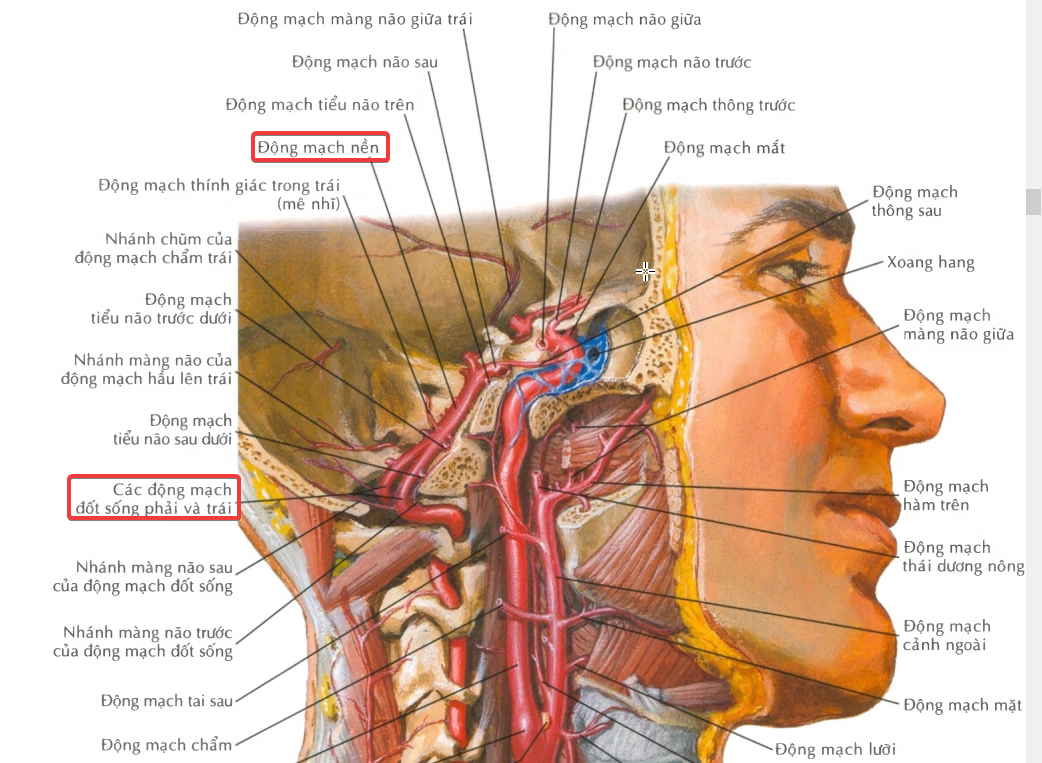 Động mạch màng não giữa trái
Động mạch não giữa
Động mạch não sau
Động mạch não trước
Động mạch tiểu não trên
Động mạch thông trước
Động mạch nền
Động mạch mắt
Động mạch thính giác trong trái
(mê nhĩ)
Động mạch
thông sau
Nhánh chũm của
động mạch chẩm trái
Xoang hang
Động mạch
tiểu não trước dưới
Động mạch
màng não giữa
Nhánh màng não của
động mạch hầu lên trái
Động mạch
tiểu não sau dưới
Các động mạch
đốt sống phải và trái
Động mạch
hàm trên
Động mạch
thái dương nông
Nhánh màng não sau
của động mạch đốt sống
Nhánh màng não trước
của động mạch đốt sống
Động mạch
cảnh ngoài
Động mạch tai sau
Động mạch mặt
Động mạch chẩm
Động mạch lưỡi